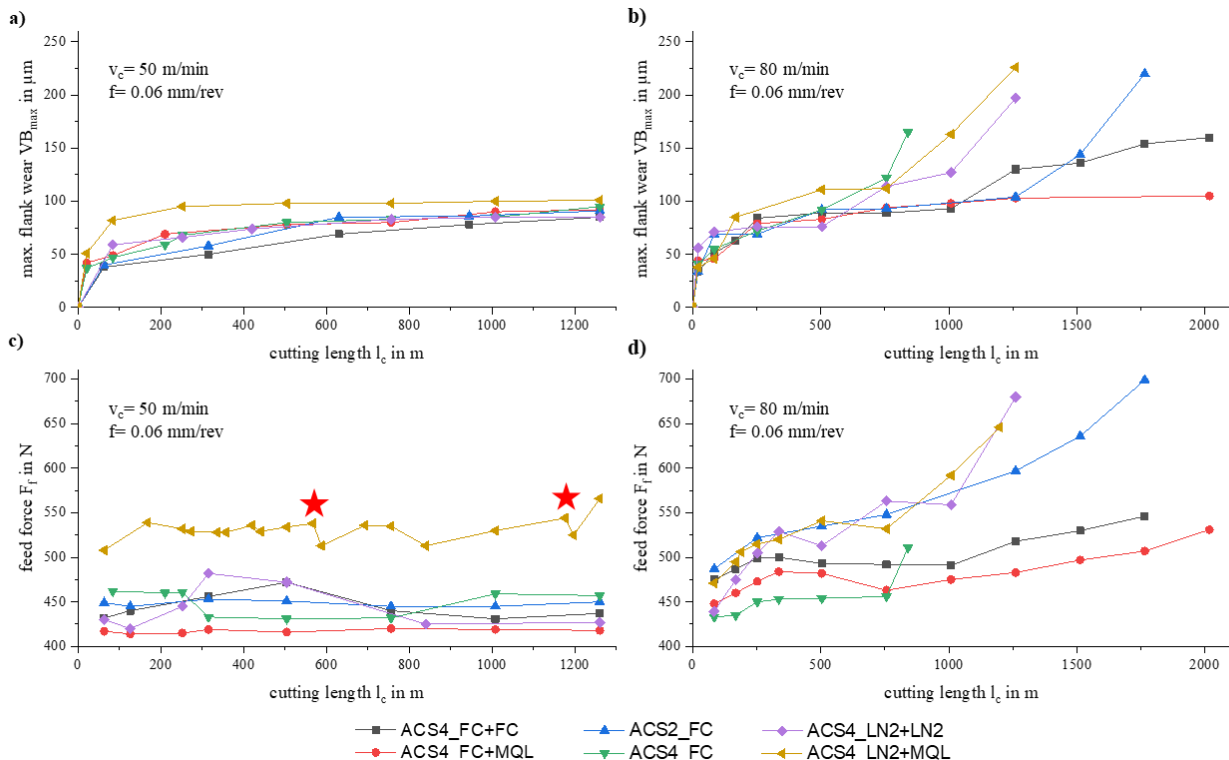 a)
v_c= 50 m/min
f= 0.06 mm/rev
max. flank wear VB_max in µm
250
200
150
100
50
0
0 200 400 600 800 1000 1200
cutting length l_c in m
b)
v_c= 80 m/min
f= 0.06 mm/rev
max. flank wear VB_max in µm
250
200
150
100
50
0
0 500 1000 1500 2000
cutting length l_c in m
c)
v_c= 50 m/min
f= 0.06 mm/rev
feed force F_f in N
700
650
600
550
500
450
400
0 200 400 600 800 1000 1200
cutting length l_c in m
d)
v_c= 80 m/min
f= 0.06 mm/rev
feed force F_f in N
700
650
600
550
500
450
400
0 500 1000 1500 2000
cutting length l_c in m
ACS4_FC+FC ACS2_FC ACS4_LN2+LN2
ACS4_FC+MQL ACS4_FC ACS4_LN2+MQL